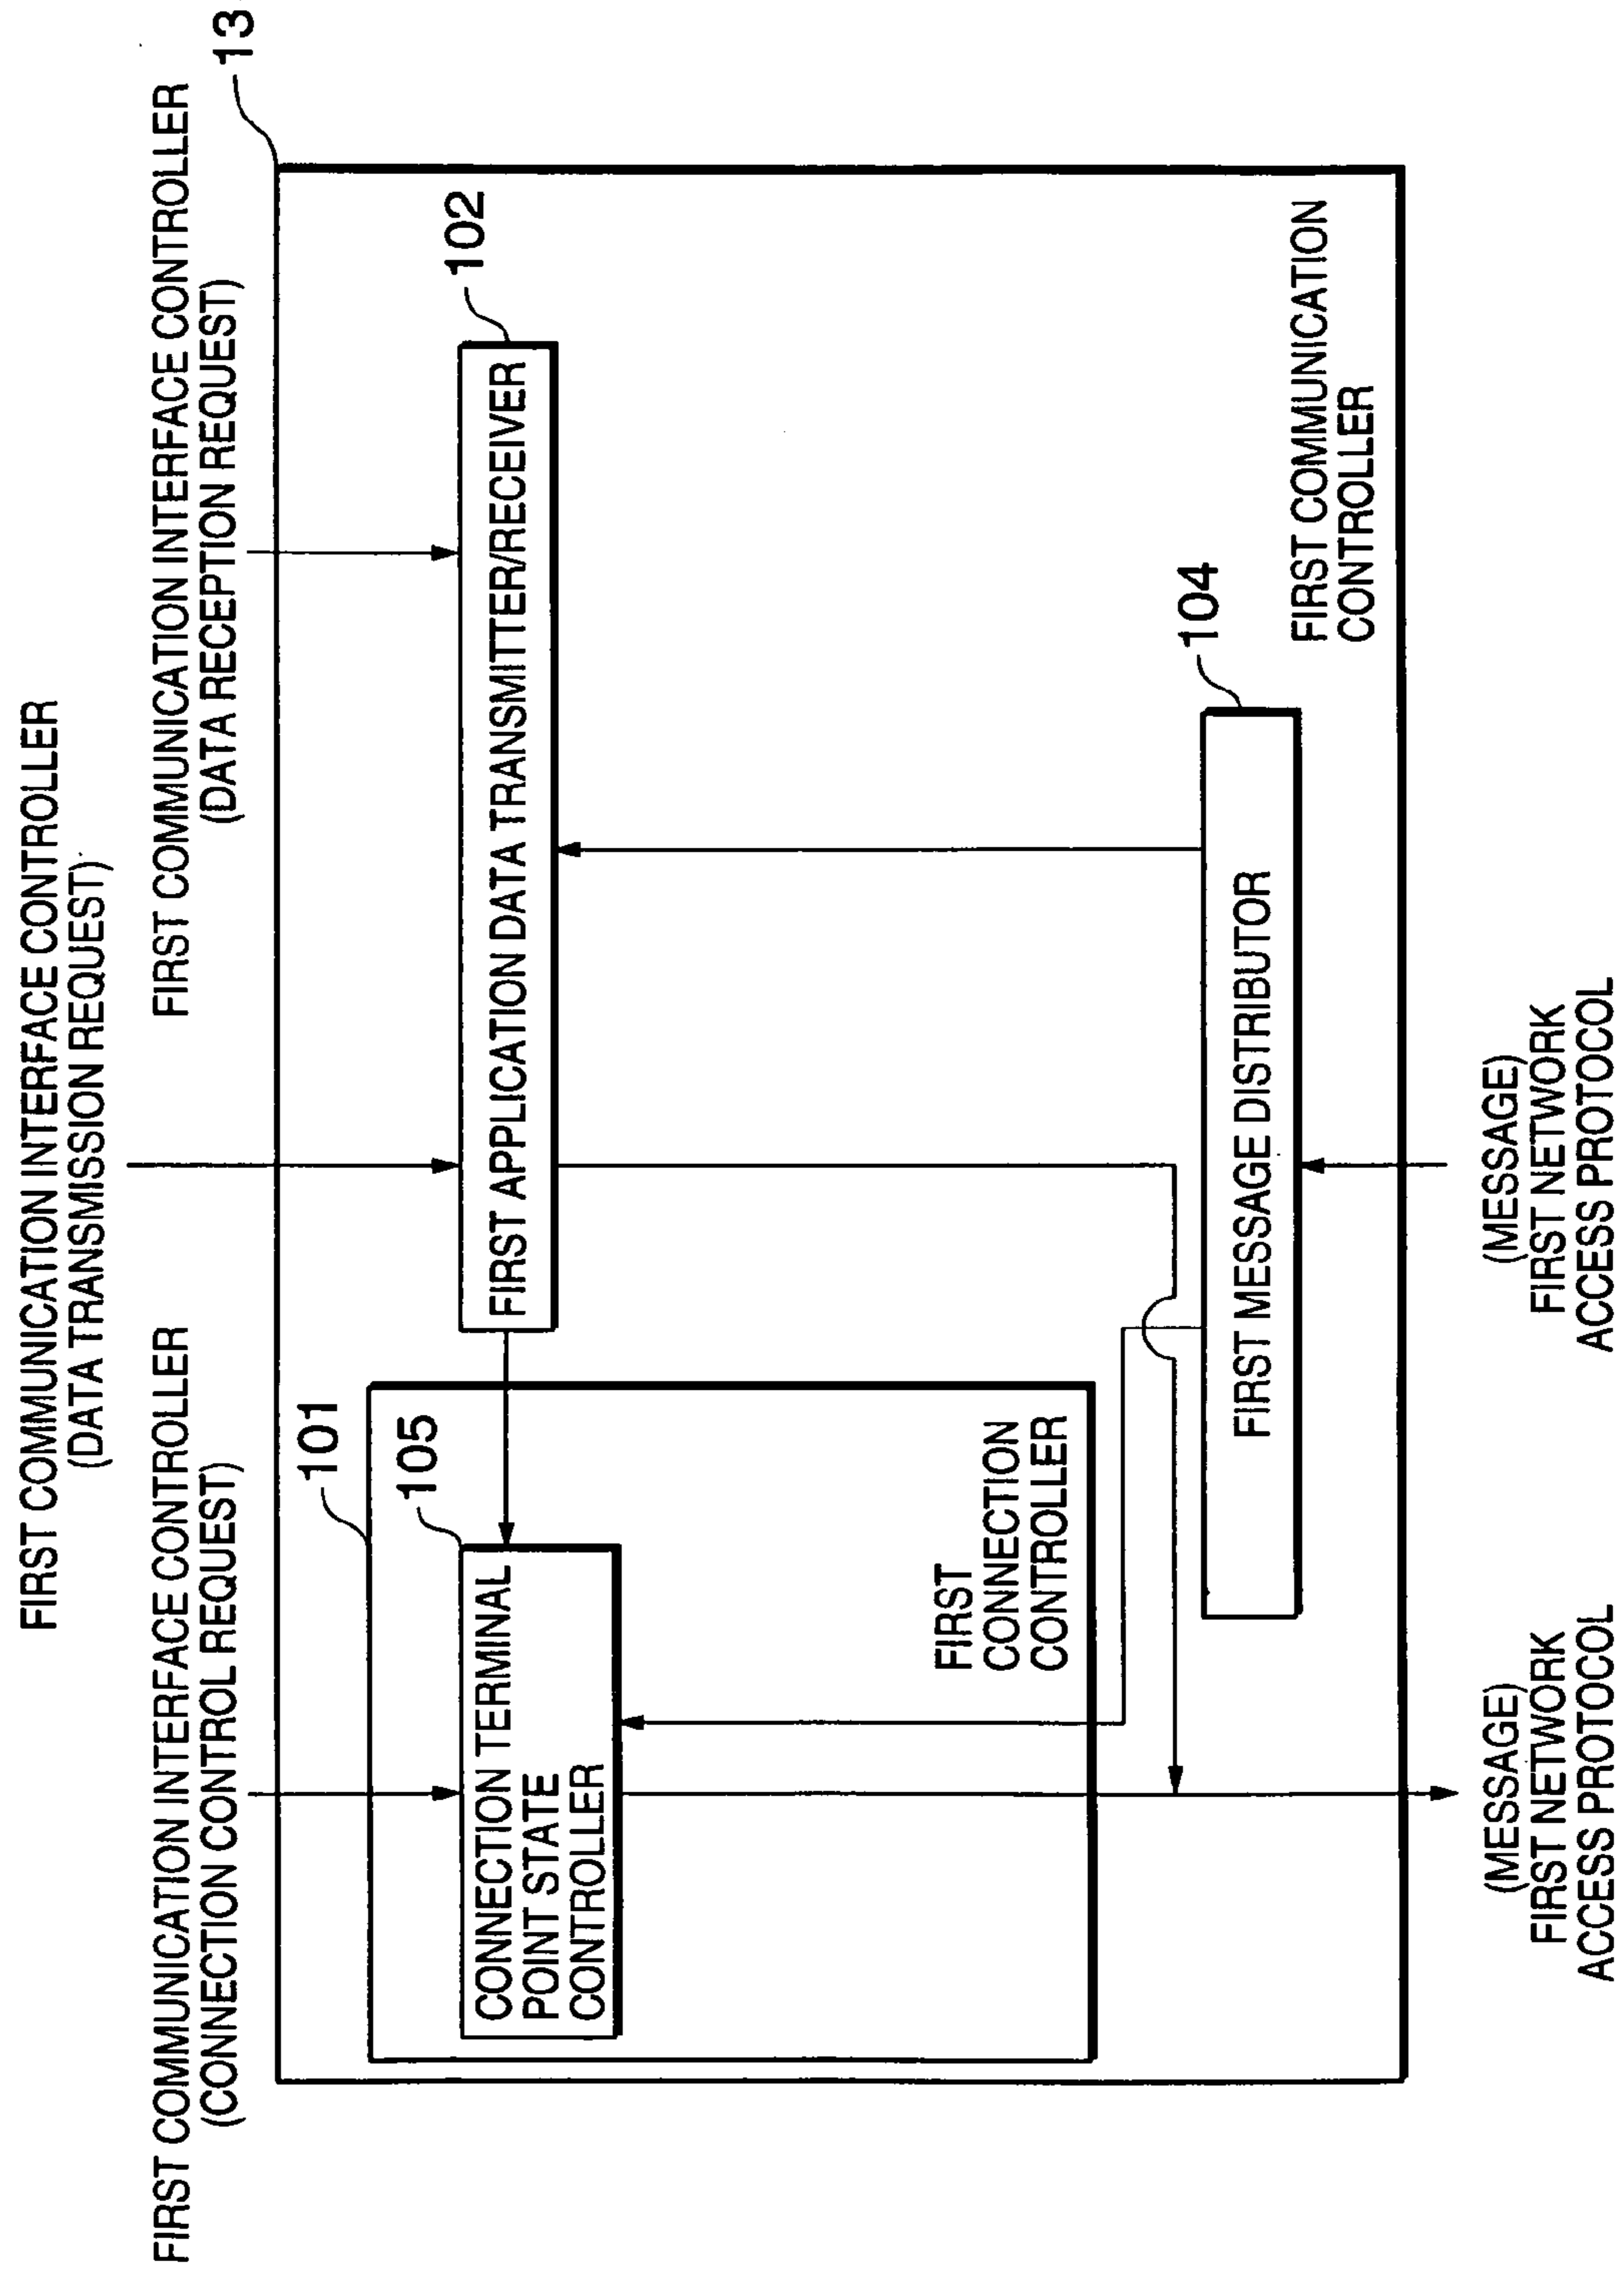 FIRST COMMUNICATION INTERFACE CONTROLLER
(DATA TRANSMISSION REQUEST)
FIRST COMMUNICATION INTERFACE CONTROLLER
(CONNECTION CONTROL REQUEST)
FIRST COMMUNICATION INTERFACE CONTROLLER
(DATA RECEPTION REQUEST)
13
101
105
CONNECTION TERMINAL
POINT STATE
CONTROLLER
102
FIRST APPLICATION DATA TRANSMITTER/RECEIVER
FIRST
CONNECTION
CONTROLLER
104
FIRST MESSAGE DISTRIBUTOR
FIRST COMMUNICATION
CONTROLLER
(MESSAGE)
FIRST NETWORK
ACCESS PROTOCOL
(MESSAGE)
FIRST NETWORK
ACCESS PROTOCOL